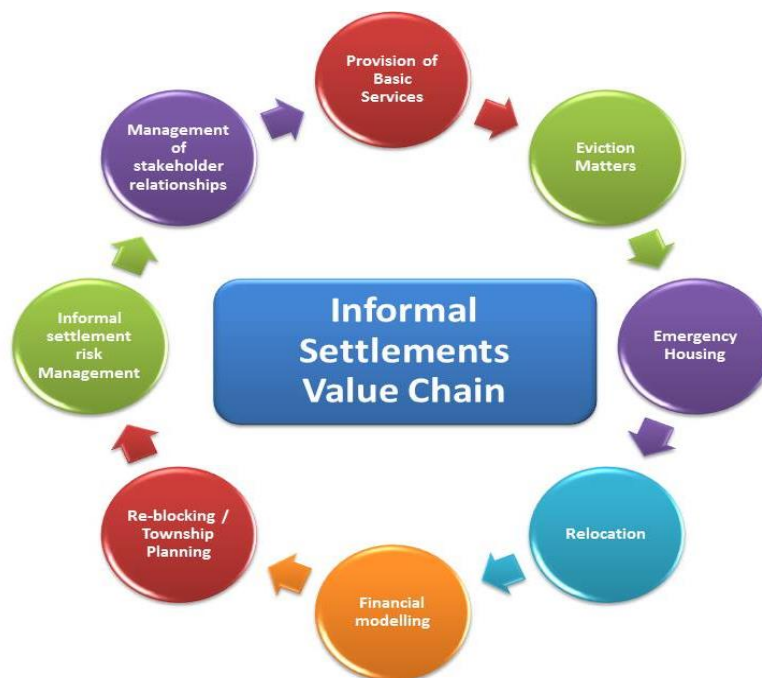 Provision of
Basic
Services
Eviction
Matters
Emergency
Housing
Relocation
Financial
modelling
Re-blocking /
Township
Planning
Informal
settlement
risk
Management
Management
of
stakeholder
relationships
Informal
Settlements
Value Chain